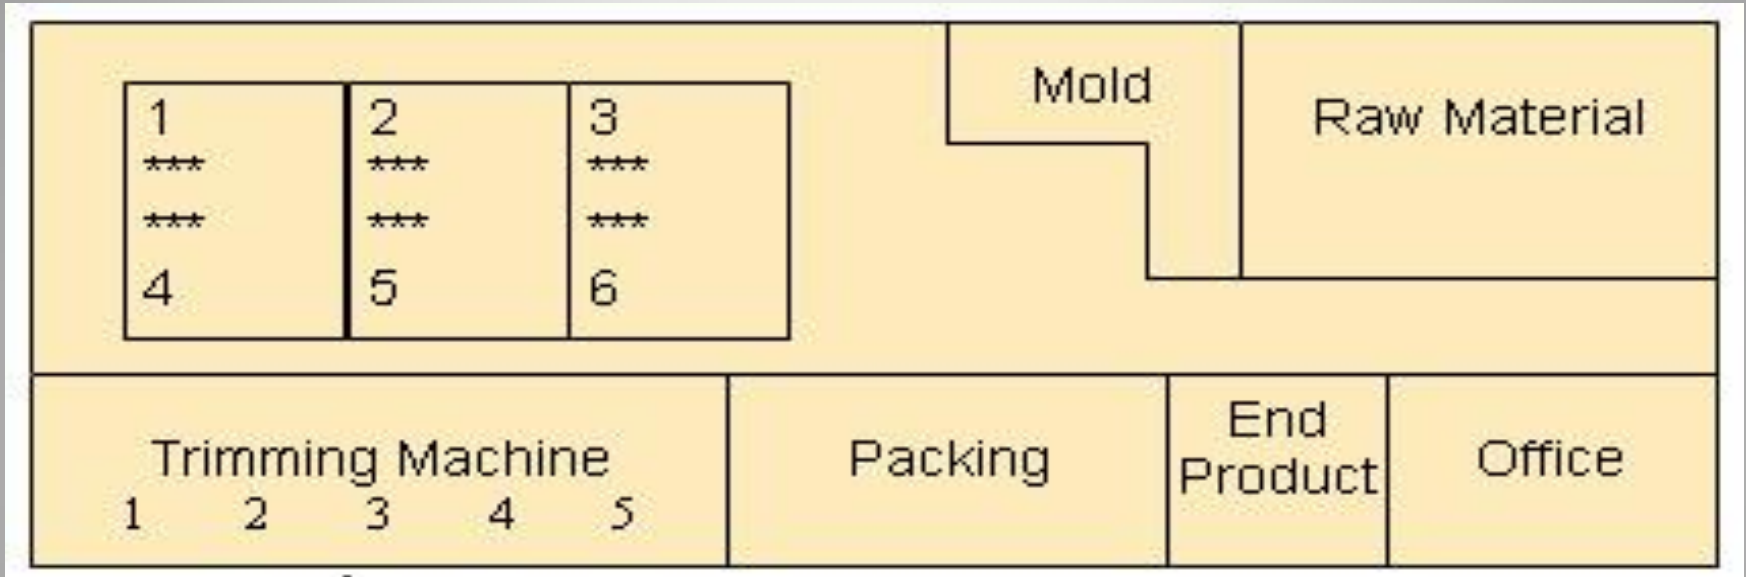 Mold
Raw Material
1 2 3
*** *** ***
*** *** ***
4 5 6
Trimming Machine
1 2 3 4 5
Packing
End
Product
Office